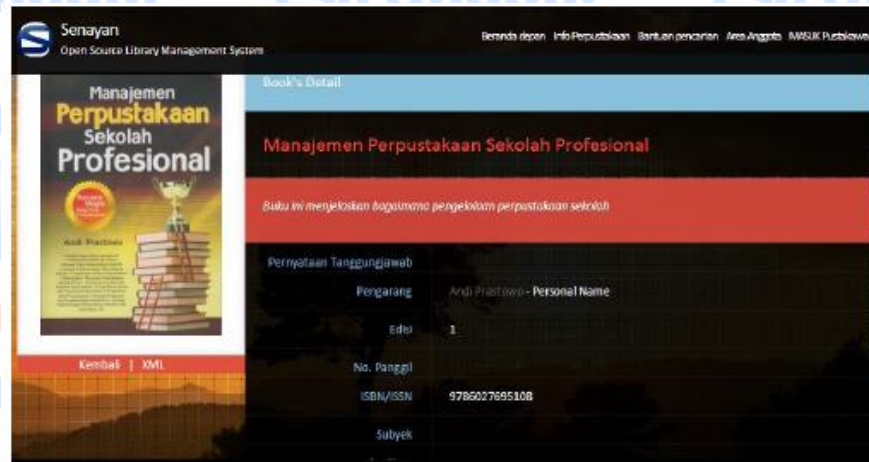 Senayan
Open Source Library Management System
Beranda depan Info Perpustakaan Bantuan pencarian Area Anggota MASUK Pustakawa
Manajemen
Perpustakaan
Sekolah
Profesional
Andi Prastowo
Kembali | XML
Book's Detail
Manajemen Perpustakaan Sekolah Profesional
Buku ini menjelaskan bagaimana pengelolaan perpustakaan sekolah
Pernyataan Tanggungjawab
Pengarang Andi Prastowo - Personal Name
Edisi 1
No. Panggil
ISBN/ISSN 9786027695108
Subyek